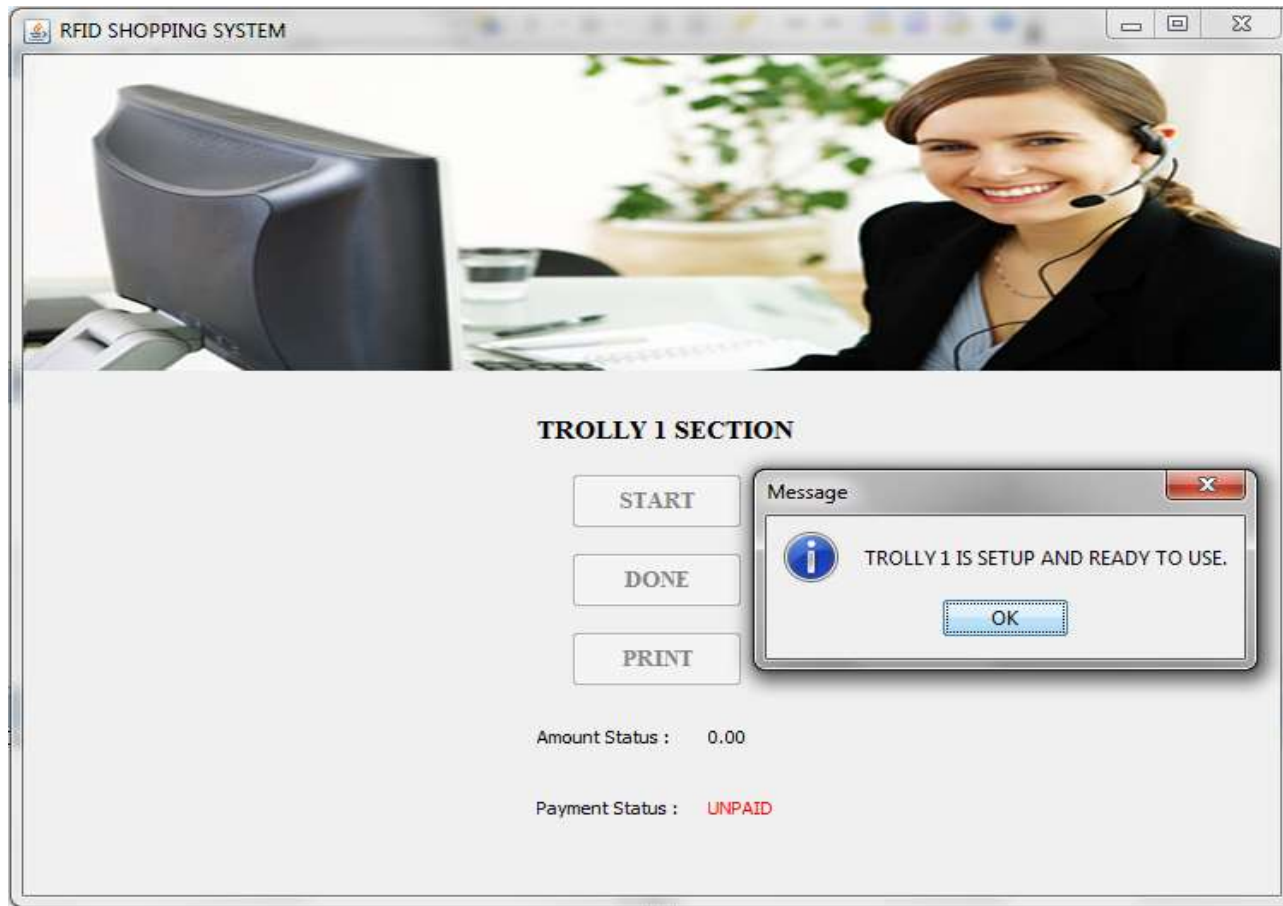 RFID SHOPPING SYSTEM
TROLLY 1 SECTION
START
DONE
PRINT
Message
TROLLY 1 IS SETUP AND READY TO USE.
OK
Amount Status : 0.00
Payment Status : UNPAID